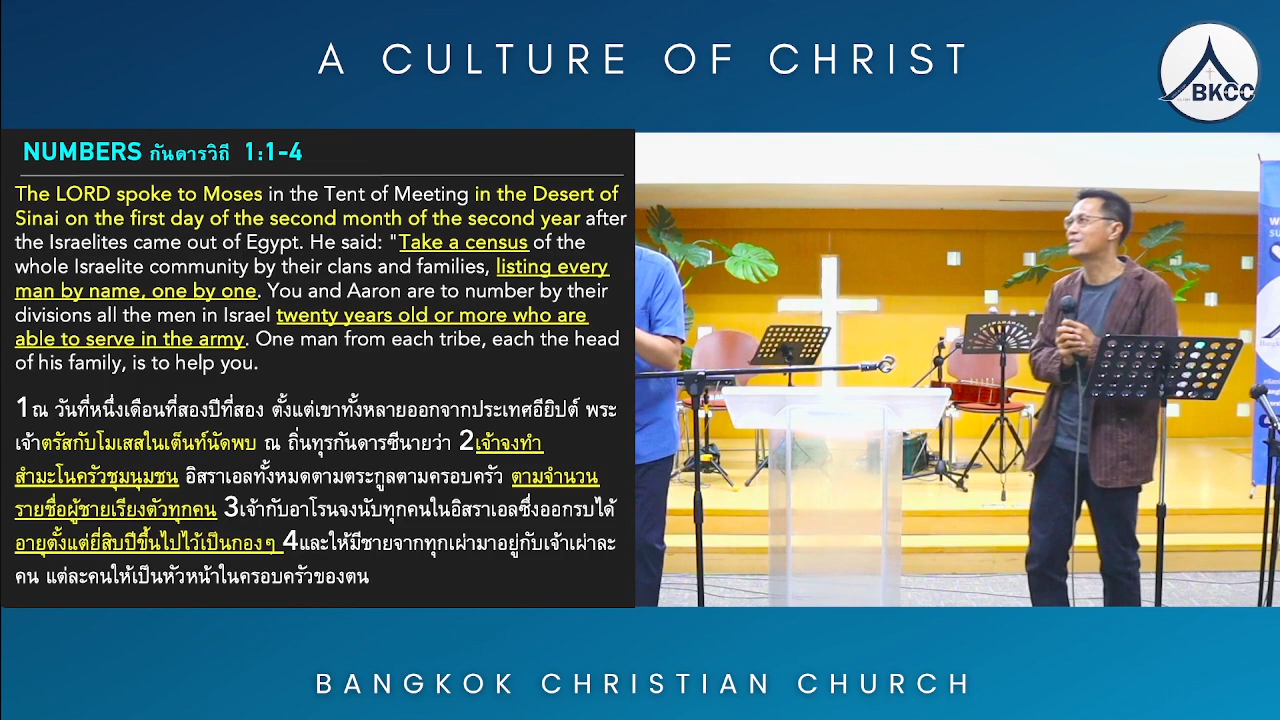 A CULTURE OF CHRIST
BKCC
NUMBERS กันดารวิถี 1:1-4
The LORD spoke to Moses in the Tent of Meeting in the Desert of
Sinai on the first day of the second month of the second year after
the Israelites came out of Egypt. He said: "Take a census of the
whole Israelite community by their clans and families, listing every
man by name, one by one. You and Aaron are to number by their
divisions all the men in Israel twenty years old or more who are
able to serve in the army. One man from each tribe, each the head
of his family, is to help you.
1ณ วันที่หนึ่งเดือนที่สองปีที่สอง ตั้งแต่เขาทั้งหลายออกจากประเทศอียิปต์ พระ
เจ้าตรัสกับโมเสสในเต็นท์นัดพบ ณ ถิ่นทุรกันดารซีนายว่า 2เจ้าจงทำ
สำมะโนครัวชุมนุมชน อิสราเอลทั้งหมดตามตระกูลตามครอบครัว ตามจำนวน
รายชื่อผู้ชายเรียงตัวทุกคน 3เจ้ากับอาโรนจงนับทุกคนในอิสราเอลซึ่งออกรบได้
อายุตั้งแต่ยี่สิบปีขึ้นไปไว้เป็นกองๆ 4และให้มีชายจากทุกเผ่ามาอยู่กับเจ้าเผ่าละ
คน แต่ละคนให้เป็นหัวหน้าในครอบครัวของตน
YAMAHA
BANGKOK CHRISTIAN CHURCH